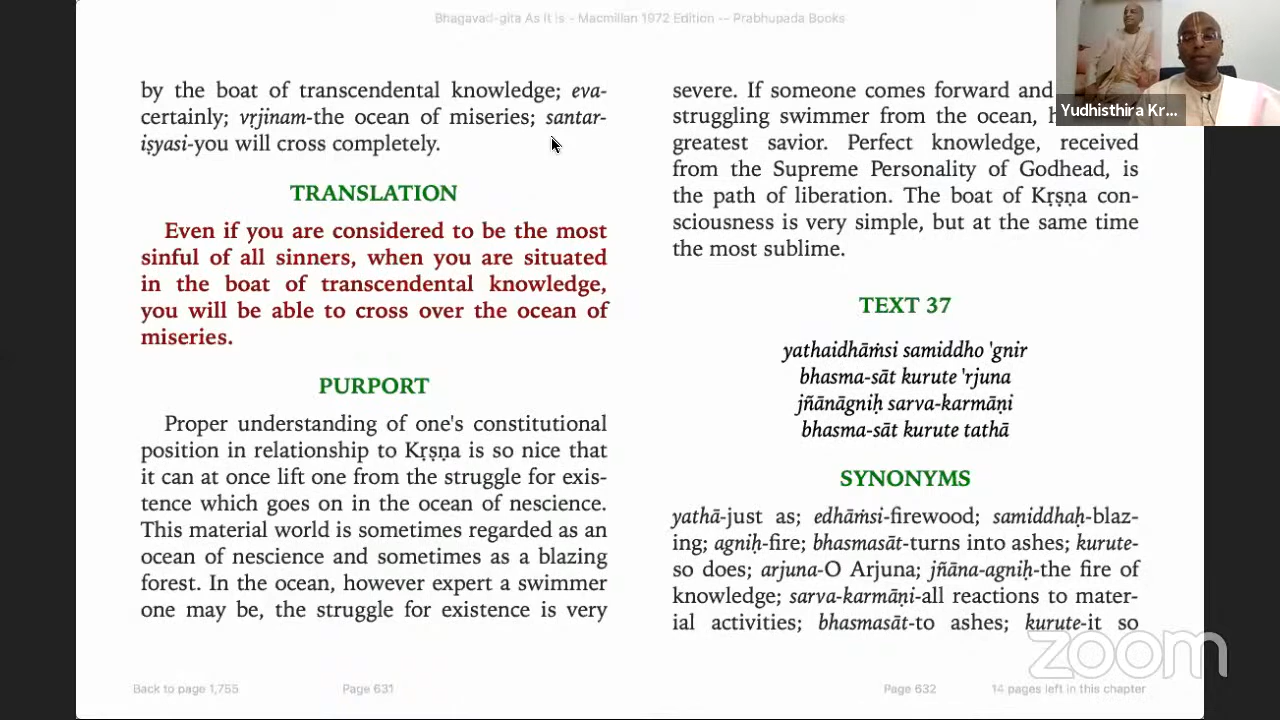 Bhagavad-gita As It Is - Macmillan 1972 Edition -- Prabhupada Books
by the boat of transcendental knowledge; eva-
certainly; vṛjinam-the ocean of miseries; santar-
iṣyasi-you will cross completely.
TRANSLATION
Even if you are considered to be the most
sinful of all sinners, when you are situated
in the boat of transcendental knowledge,
you will be able to cross over the ocean of
miseries.
PURPORT
Proper understanding of one's constitutional
position in relationship to Kṛṣṇa is so nice that
it can at once lift one from the struggle for exis-
tence which goes on in the ocean of nescience.
This material world is sometimes regarded as an
ocean of nescience and sometimes as a blazing
forest. In the ocean, however expert a swimmer
one may be, the struggle for existence is very
Back to page 1,755
Page 631
severe. If someone comes forward and
struggling swimmer from the ocean, h
greatest savior. Perfect knowledge, received
from the Supreme Personality of Godhead, is
the path of liberation. The boat of Kṛṣṇa con-
sciousness is very simple, but at the same time
the most sublime.
TEXT 37
yathaidhāṁsi samiddho 'gnir
bhasma-sāt kurute 'rjuna
jñānāgniḥ sarva-karmāṇi
bhasma-sāt kurute tathā
SYNONYMS
yathā-just as; edhāṁsi-firewood; samiddhaḥ-blaz-
ing; agniḥ-fire; bhasmasāt-turns into ashes; kurute-
so does; arjuna-O Arjuna; jñāna-agniḥ-the fire of
knowledge; sarva-karmāṇi-all reactions to mater-
ial activities; bhasmasāt-to ashes; kurute-it so
Page 632
14 pages left in this chapter
Yudhisthira Kr...
zoom